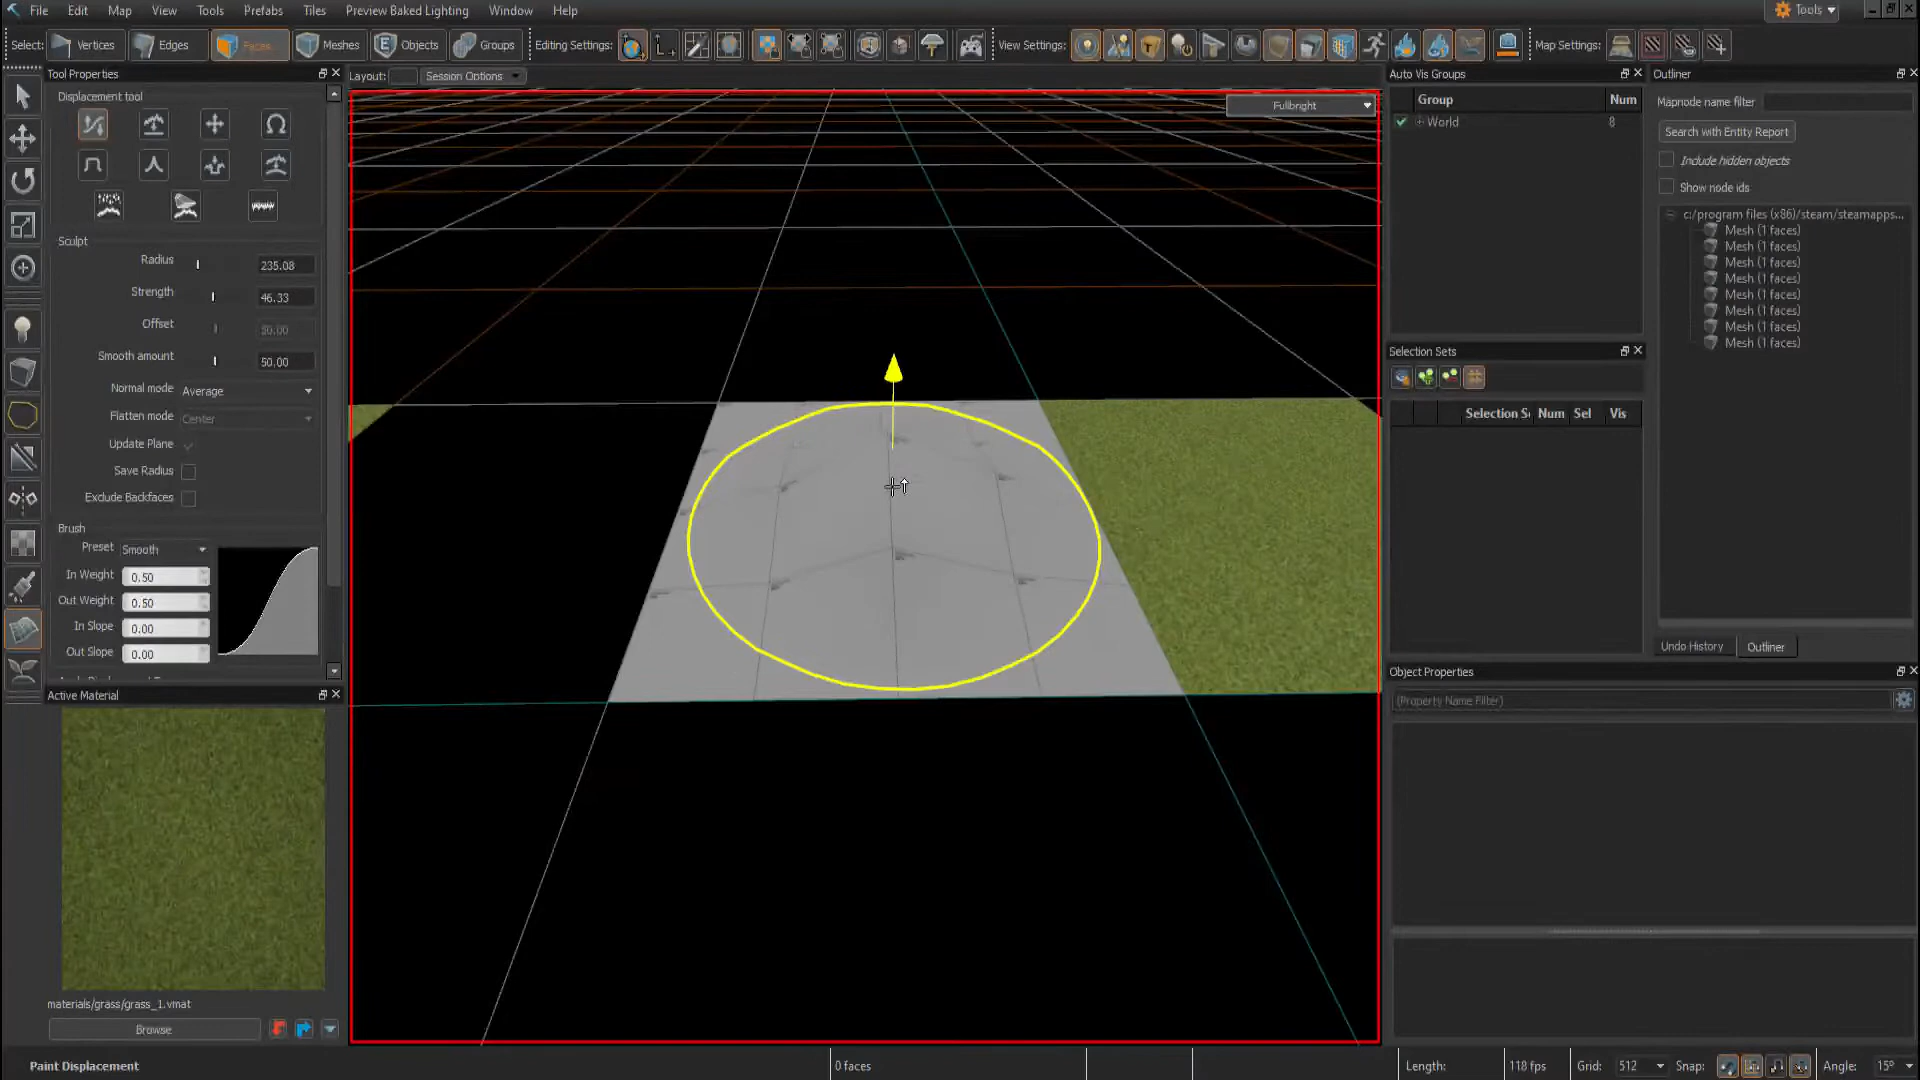 File Edit Map View Tools Prefabs Tiles Preview Baked Lighting Window Help Tools
Select: Vertices Edges Faces Meshes Objects Groups Editing Settings: View Settings: Map Settings:
Tool Properties
Layout: Session Options
Auto Vis Groups
Outliner
Displacement tool
Fullbright
Group Num
World 8
Mapnode name filter
Search with Entity Report
Include hidden objects
Show node ids
c:/program files (x86)/steam/steamapps...
Mesh (1 faces)
Mesh (1 faces)
Mesh (1 faces)
Mesh (1 faces)
Mesh (1 faces)
Mesh (1 faces)
Mesh (1 faces)
Mesh (1 faces)
Sculpt
Radius 235.08
Strength 46.33
Offset 50.00
Smooth amount 50.00
Normal mode Average
Flatten mode Center
Update Plane
Save Radius
Exclude Backfaces
Brush
Preset Smooth
In Weight 0.50
Out Weight 0.50
In Slope 0.00
Out Slope 0.00
Selection Sets
Selection S Num Sel Vis
Undo History Outliner
Object Properties
(Property Name Filter)
Active Material
materials/grass/grass_1.vmat
Browse
Paint Displacement 0 faces Length: 118 fps Grid: 512 Snap: Angle: 15°